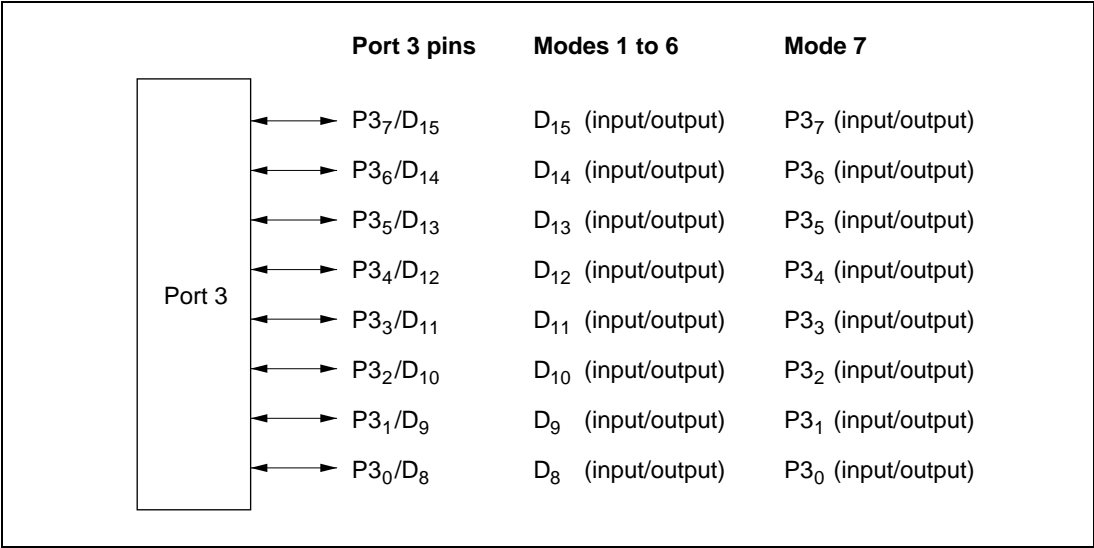 Port 3 pins Modes 1 to 6 Mode 7
P3₇/D₁₅ D₁₅ (input/output) P3₇ (input/output)
P3₆/D₁₄ D₁₄ (input/output) P3₆ (input/output)
P3₅/D₁₃ D₁₃ (input/output) P3₅ (input/output)
P3₄/D₁₂ D₁₂ (input/output) P3₄ (input/output)
Port 3
P3₃/D₁₁ D₁₁ (input/output) P3₃ (input/output)
P3₂/D₁₀ D₁₀ (input/output) P3₂ (input/output)
P3₁/D₉ D₉ (input/output) P3₁ (input/output)
P3₀/D₈ D₈ (input/output) P3₀ (input/output)